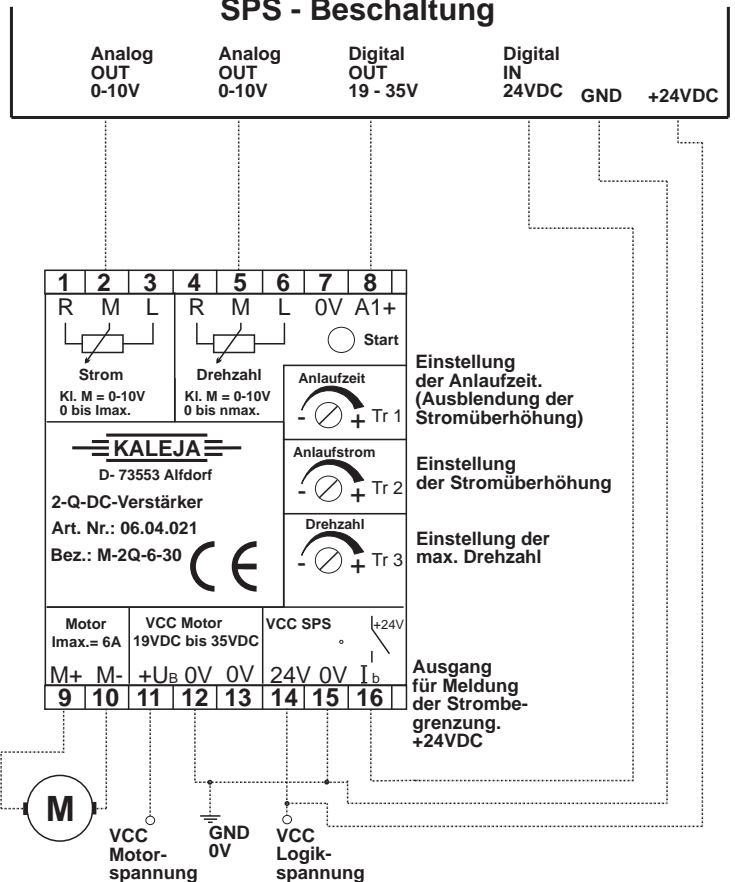 SPS - Beschaltung
Analog
OUT
0-10V
Analog
OUT
0-10V
Digital
OUT
19 - 35V
Digital
IN
24VDC
GND
+24VDC
1 2 3 4 5 6 7 8
R M L R M L 0V A1+
Start
Strom
Kl. M = 0-10V
0 bis Imax.
Drehzahl
Kl. M = 0-10V
0 bis nmax.
Anlaufzeit
- + Tr 1
Einstellung
der Anlaufzeit.
(Ausblendung der
Stromüberhöhung)
KALEJA
D- 73553 Alfdorf
2-Q-DC-Verstärker
Art. Nr.: 06.04.021
Bez.: M-2Q-6-30
CE
Anlaufstrom
- + Tr 2
Einstellung
der Stromüberhöhung
Drehzahl
- + Tr 3
Einstellung der
max. Drehzahl
Motor
Imax.= 6A
VCC Motor
19VDC bis 35VDC
VCC SPS
+24V
M+ M- +UB 0V 0V 24V 0V Ib
9 10 11 12 13 14 15 16
Ausgang
für Meldung
der Strombe-
grenzung.
+24VDC
M
VCC
Motor-
spannung
GND
0V
VCC
Logik-
spannung